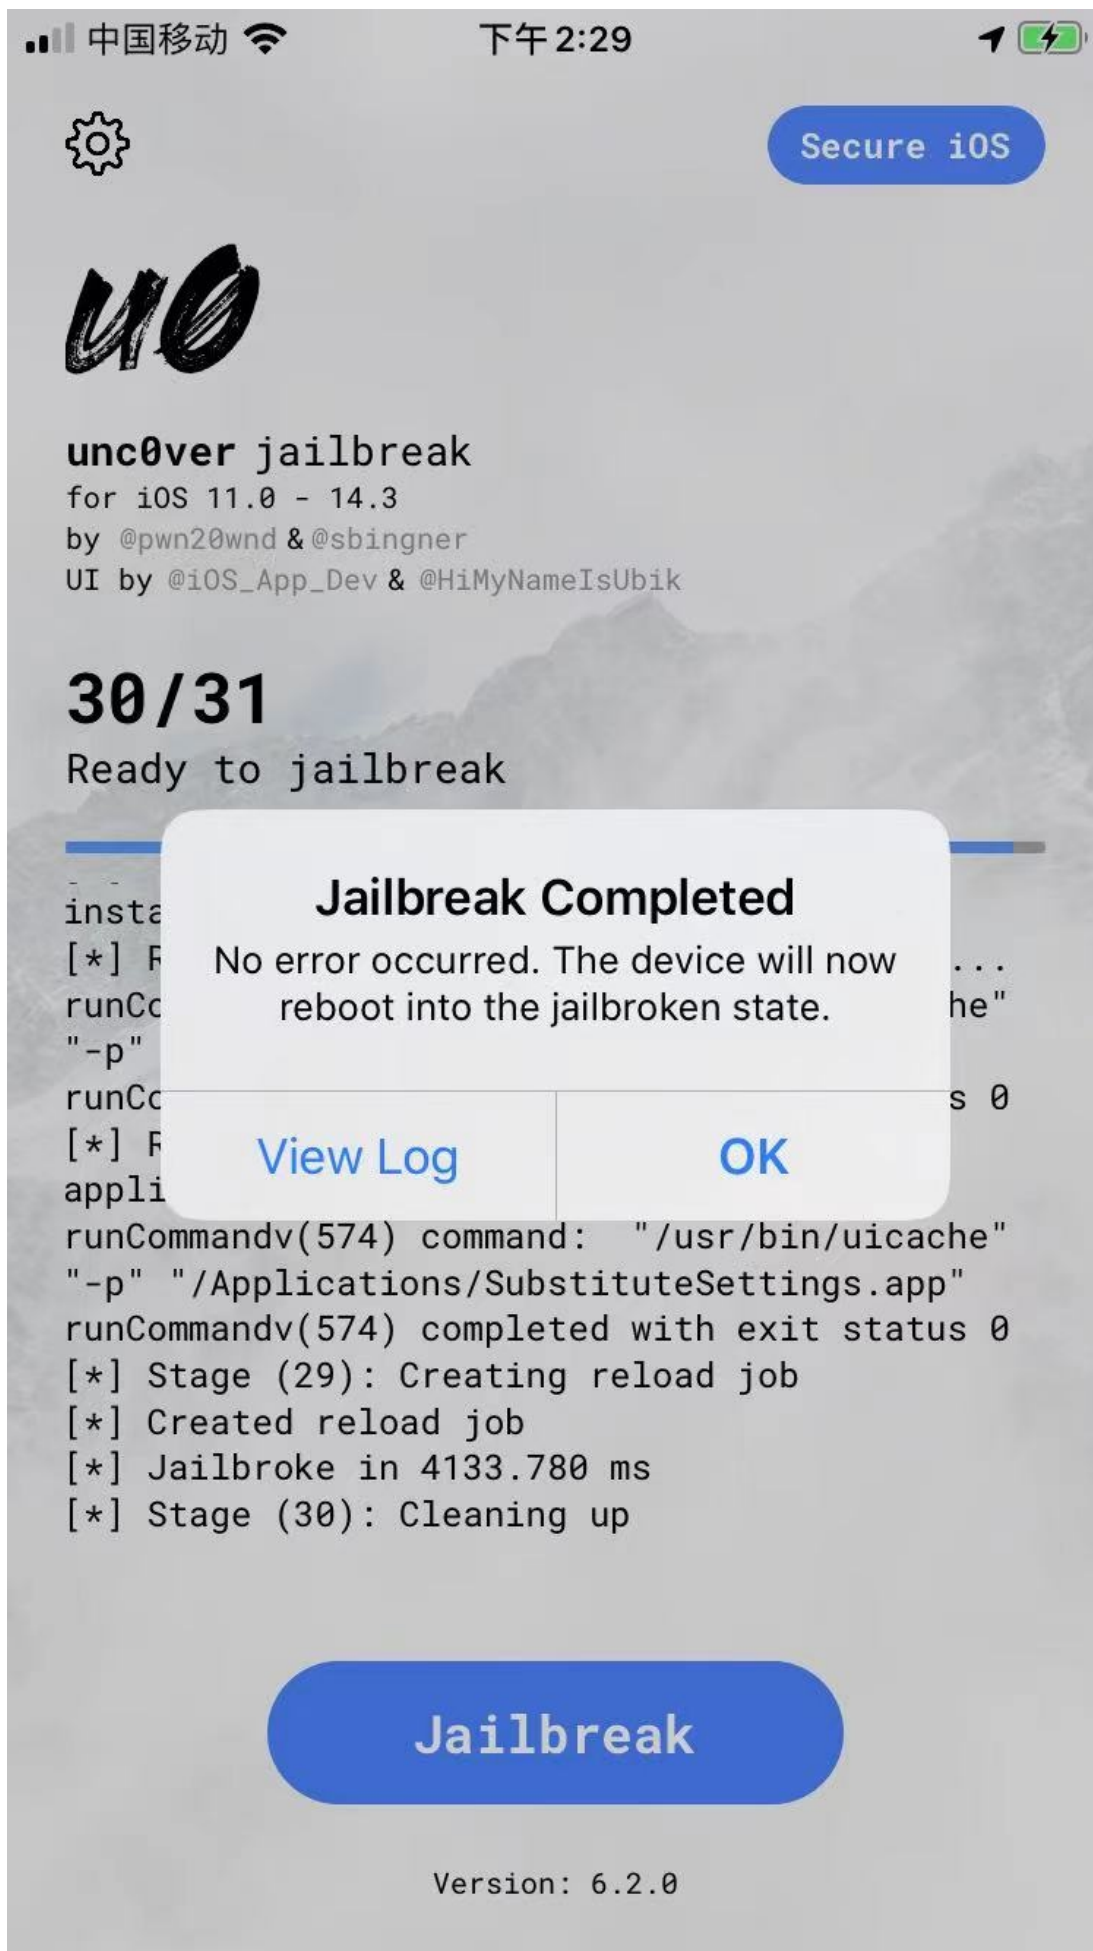 中国移动
下午2:29
Secure iOS
u0
unc0ver jailbreak
for iOS 11.0 - 14.3
by @pwn20wnd & @sbingner
UI by @iOS_App_Dev & @HiMyNameIsUbik
30/31
Ready to jailbreak
Jailbreak Completed
No error occurred. The device will now
reboot into the jailbroken state.
View Log
OK
[*]
"-p"
s 0
[*]
runCommandv(574) command: "/usr/bin/uicache"
"-p" "/Applications/SubstituteSettings.app"
runCommandv(574) completed with exit status 0
[*] Stage (29): Creating reload job
[*] Created reload job
[*] Jailbroke in 4133.780 ms
[*] Stage (30): Cleaning up
Jailbreak
Version: 6.2.0